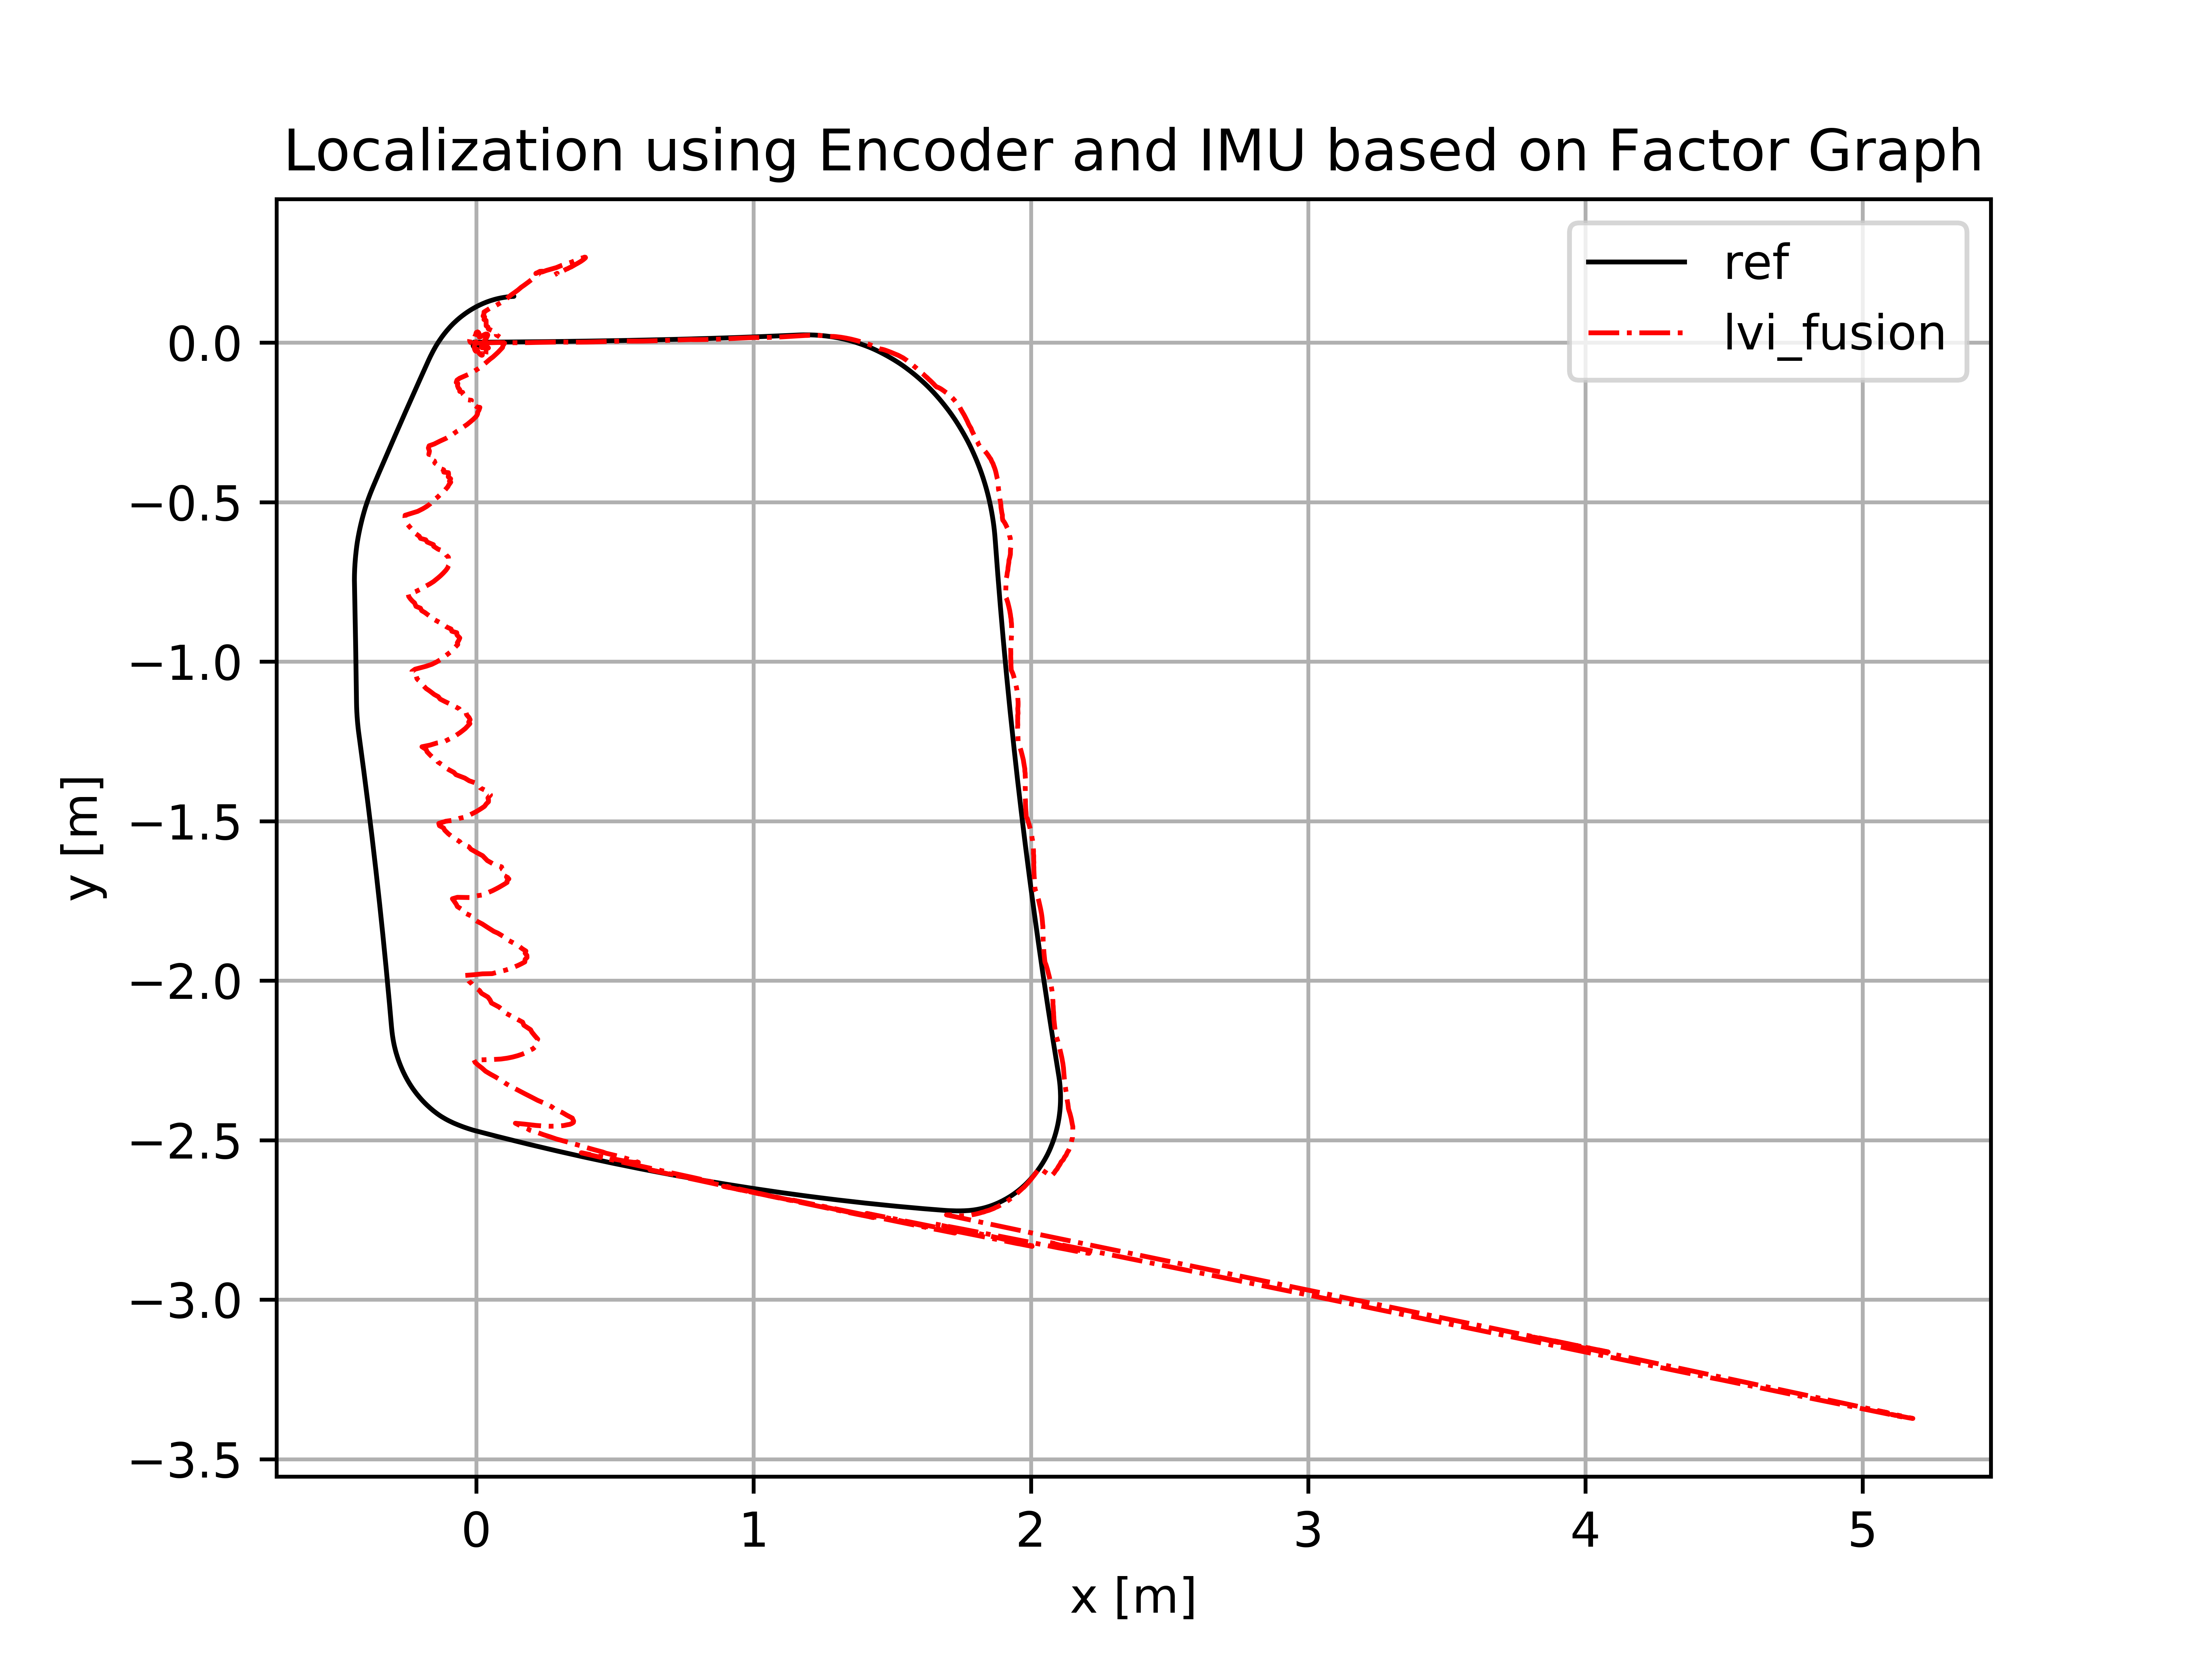 Localization using Encoder and IMU based on Factor Graph
ref
lvi_fusion
0.0
−0.5
−1.0
−1.5
−2.0
−2.5
−3.0
−3.5
y [m]
0 1 2 3 4 5
x [m]